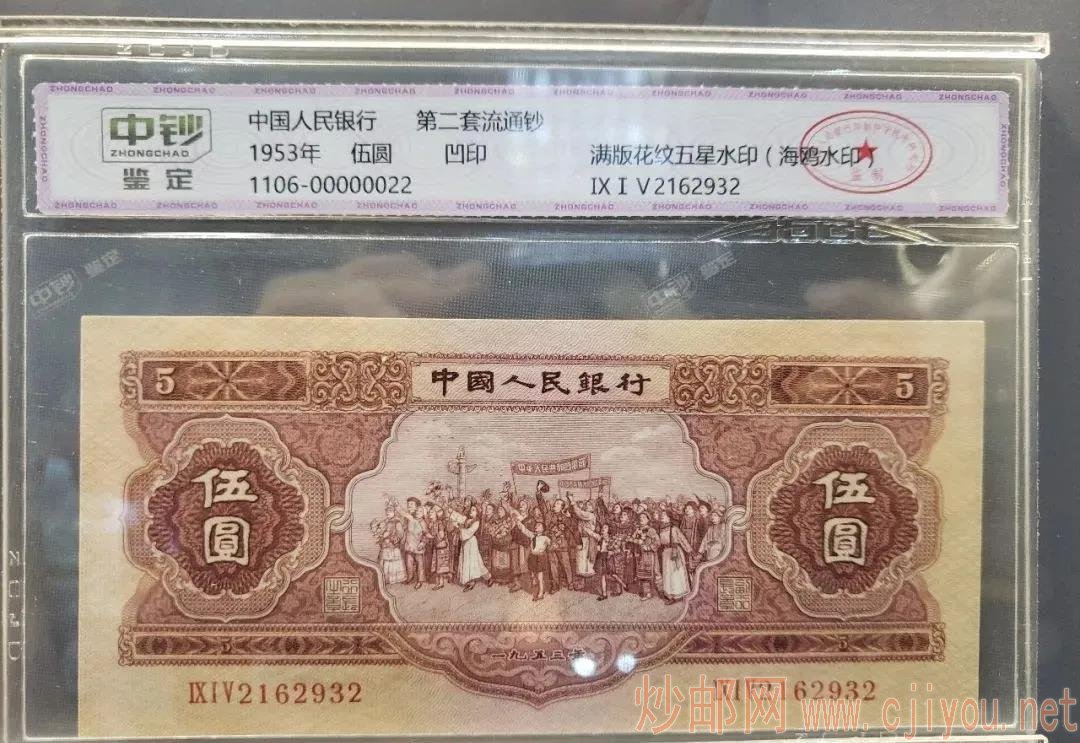 中钞
ZHONGCHAO
鉴定
中国人民银行 第二套流通钞
1953年 伍圆 凹印 满版花纹五星水印(海鸥水印)
1106-00000022 IX I V2162932
5 中國人民銀行 5
伍圓 伍圓
5 一九五三年 5
IX I V2162932
62932
炒邮网 www.cjiyou.net